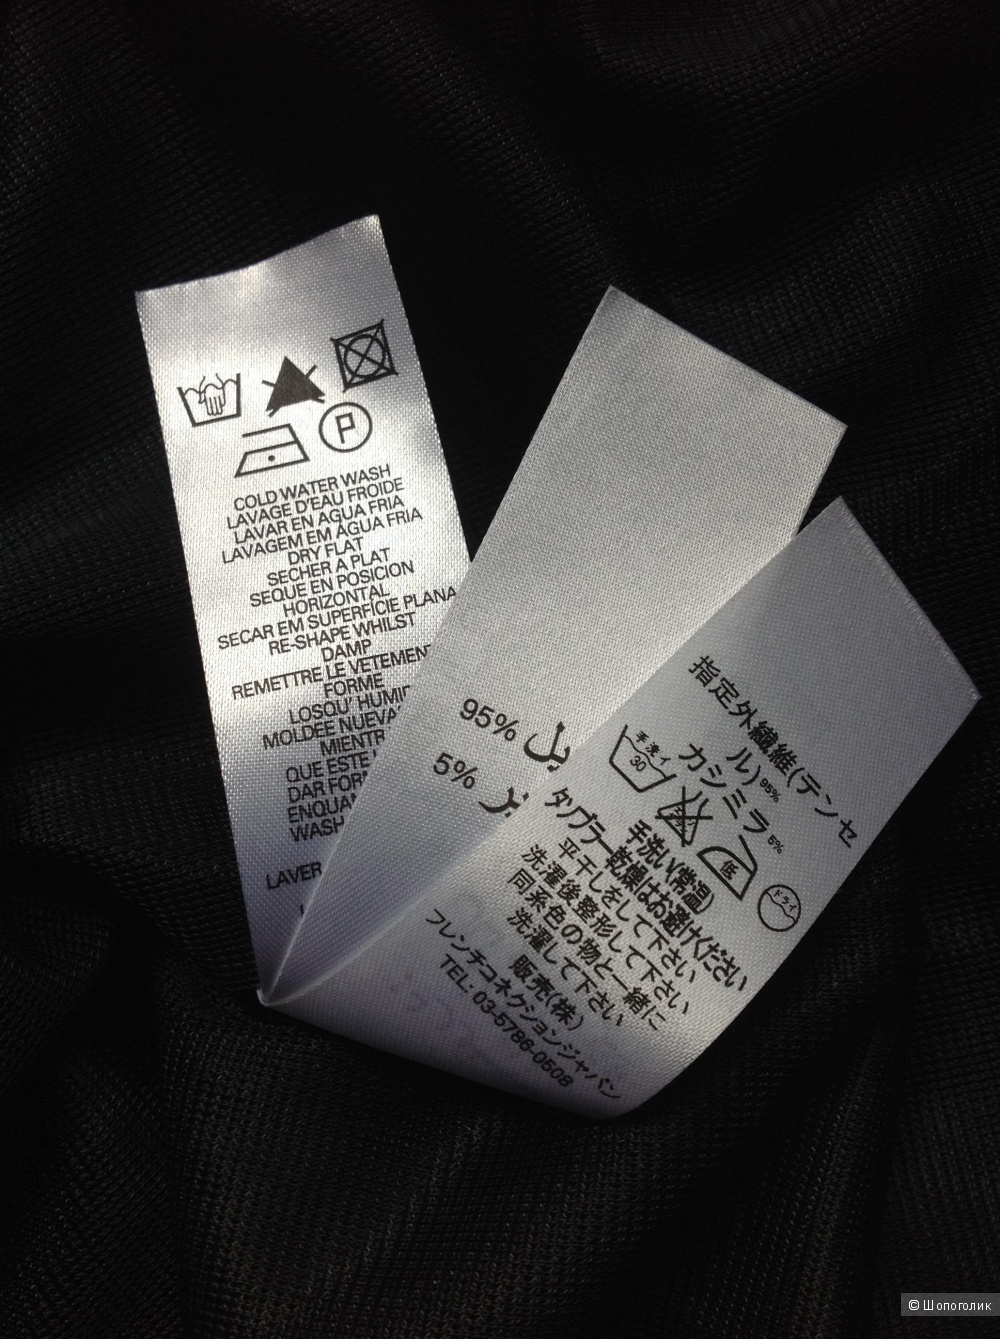 P
COLD WATER WASH
LAVAGE D'EAU FROIDE
LAVAR EN AGUA FRIA
LAVAGEM EM ÁGUA FRIA
DRY FLAT
SECHER A PLAT
SEQUE EN POSICION
HORIZONTAL
SECAR EM SUPERFÍCIE PLANA
RE-SHAPE WHILST
DAMP
REMETTRE LE VETEMENT
FORME
LOSQU' HUMID
MOLDEE NUEVA
MIENTR
QUE ESTE
DAR FOR
ENQUAN
WASH
LAVER
95%
5%
指定外繊維(テンセ
ル) 95%
カシミラ 5%
手洗イ
30
エンソ
低
ドライ
手洗い(常温)
タンブラー乾燥はお避けください
平干しをして下さい
洗濯後整形して下さい
同系色の物と一緒に
洗濯して下さい
販売(株)
フレンチコネクションジャパン
TEL: 03-5786-0508
© Шопоголик